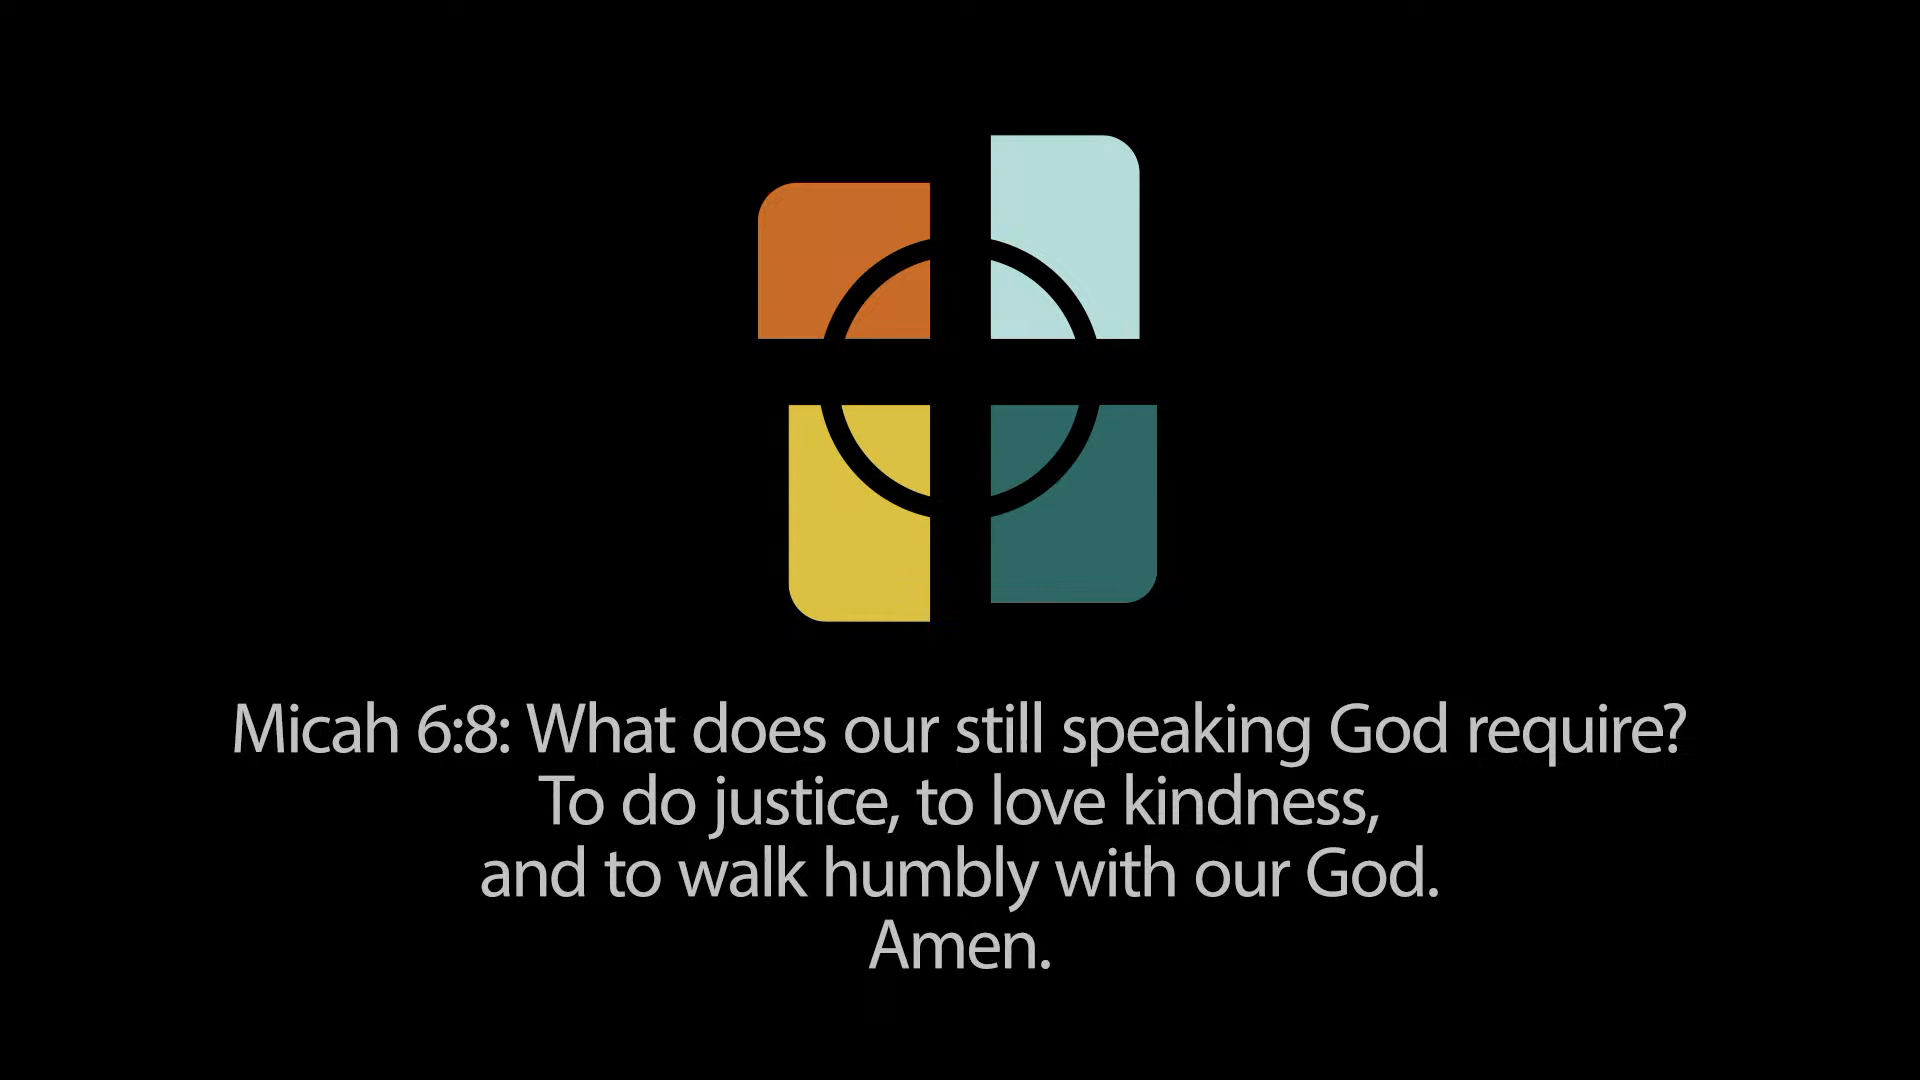 Micah 6:8: What does our still speaking God require?
To do justice, to love kindness,
and to walk humbly with our God.
Amen.